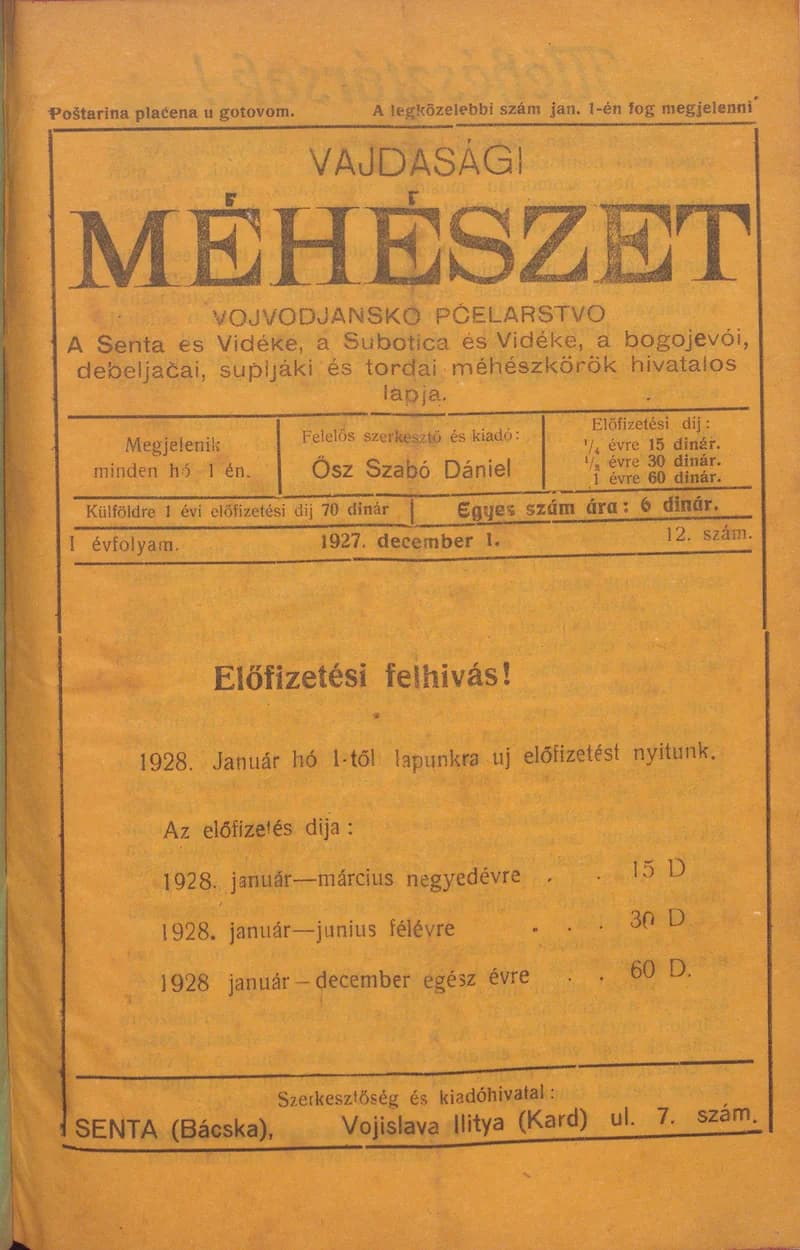 Poštarina plaćena u gotovom. A legközelebbi szám jan. 1-én fog megjelenni
VAJDASÁGI
MÉHÉSZET
VOJVODJANSKO PČELARSTVO
A Senta és Vidéke, a Subotica és Vidéke, a bogojevói,
debeljačai, supljáki és tordai méhészkörök hivatalos
lapja.
Megjelenik
minden hó 1 én.
Felelős szerkesztő és kiadó:
Ősz Szabó Dániel
Előfizetési dij:
1/4 évre 15 dinár.
1/2 évre 30 dinár.
1 évre 60 dinár.
Külföldre 1 évi előfizetési dij 70 dinár
Egyes szám ára: 6 dinár.
I évfolyam. 1927. december 1. 12. szám.
Előfizetési felhivás!
1928. Január hó 1-től lapunkra uj előfizetést nyitunk.
Az előfizetés dija:
1928. január—március negyedévre . . 15 D
1928. január—junius félévre . . . 30 D
1928 január—december egész évre . . 60 D.
Szerkesztőség és kiadóhivatal:
SENTA (Bácska), Vojislava Ilitya (Kard) ul. 7. szám.